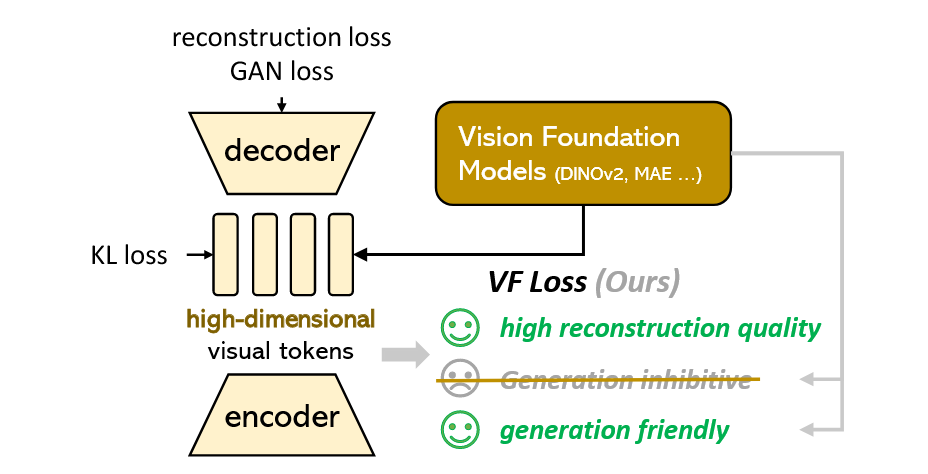 reconstruction loss
GAN loss
decoder
Vision Foundation
Models (DINOv2, MAE ...)
KL loss
VF Loss (Ours)
high-dimensional
visual tokens
high reconstruction quality
Generation inhibitive
encoder
generation friendly